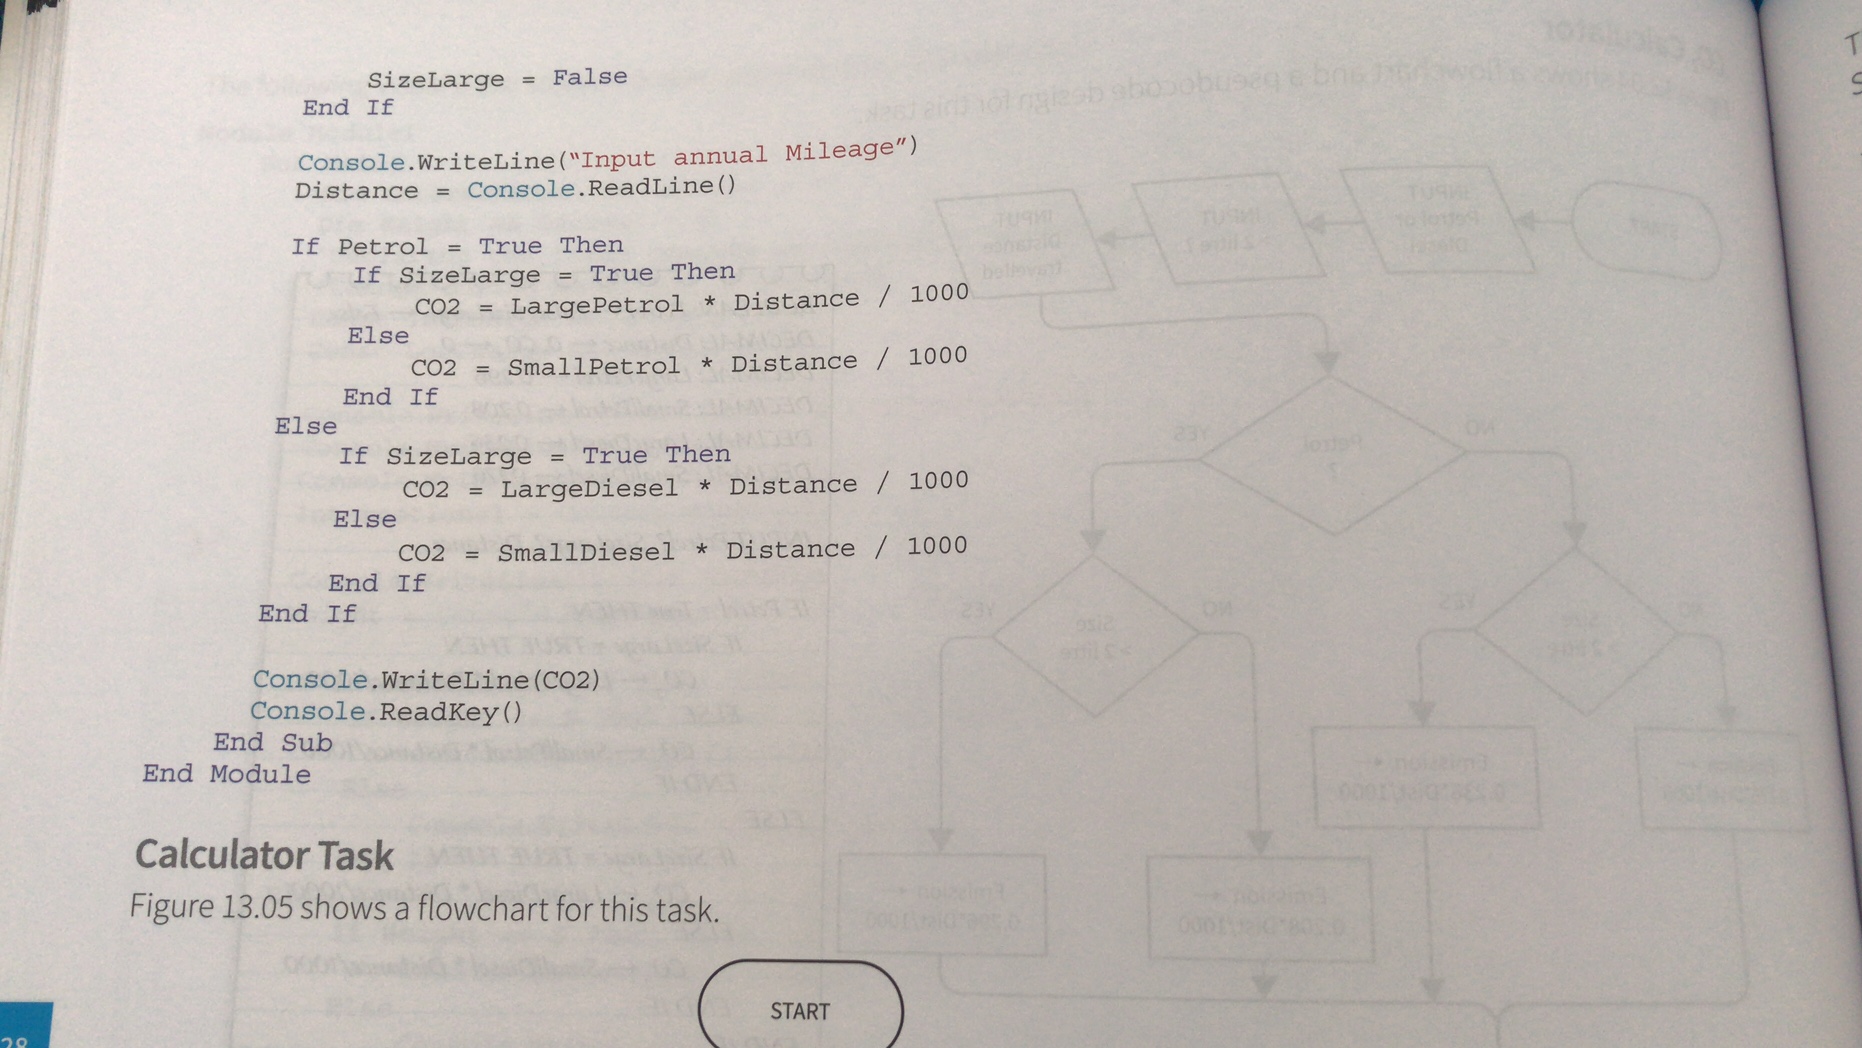 SizeLarge = False
End If
Console.WriteLine(“Input annual Mileage”)
Distance = Console.ReadLine()
If Petrol = True Then
If SizeLarge = True Then
CO2 = LargePetrol * Distance / 1000
Else
CO2 = SmallPetrol * Distance / 1000
End If
Else
If SizeLarge = True Then
CO2 = LargeDiesel * Distance / 1000
Else
CO2 = SmallDiesel * Distance / 1000
End If
End If
Console.WriteLine(CO2)
Console.ReadKey()
End Sub
End Module
Calculator Task
Figure 13.05 shows a flowchart for this task.
START
28